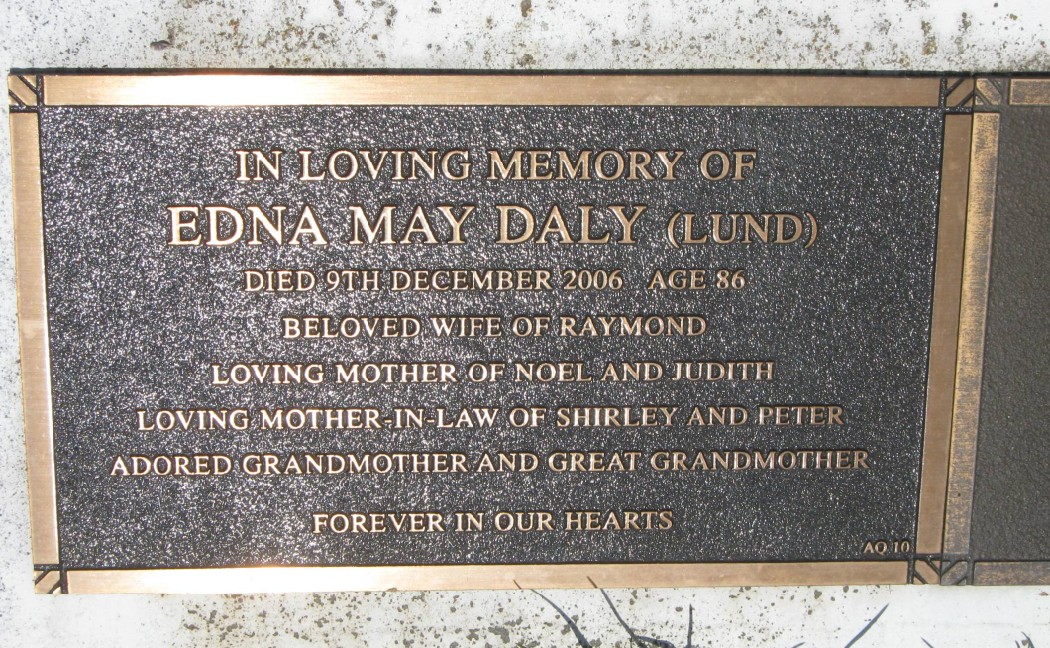 IN LOVING MEMORY OF
EDNA MAY DALY (LUND)
DIED 9TH DECEMBER 2006 AGE 86
BELOVED WIFE OF RAYMOND
LOVING MOTHER OF NOEL AND JUDITH
LOVING MOTHER-IN-LAW OF SHIRLEY AND PETER
ADORED GRANDMOTHER AND GREAT GRANDMOTHER
FOREVER IN OUR HEARTS
AQ 10